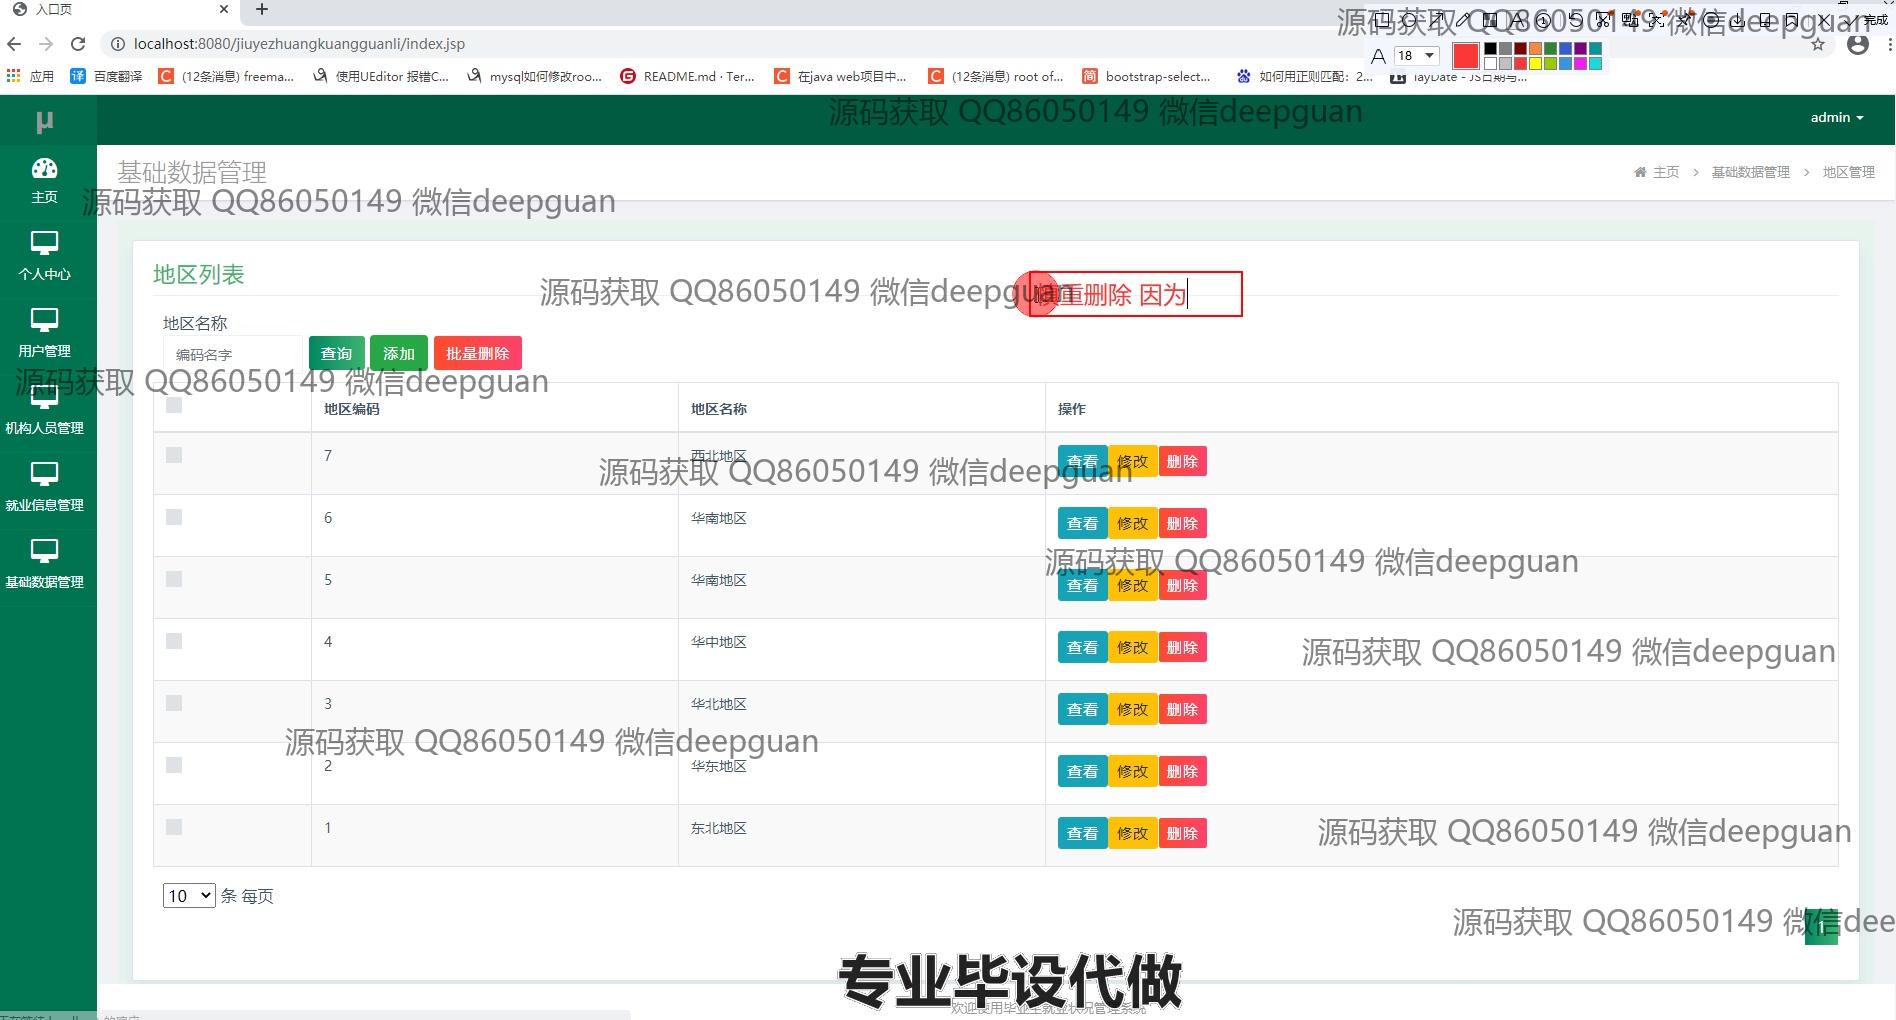 入口页
源码获取 QQ86050149 微信deepguan
完成
localhost:8080/jiuyezhuangkuangguanli/index.jsp
A 18
应用 百度翻译 (12条消息) freema... 使用UEditor 报错C... mysql如何修改roo... README.md · Ter... 在java web项目中... (12条消息) root of... bootstrap-select... 如何用正则匹配：2... layDate - JS日期与...
源码获取 QQ86050149 微信deepguan
admin
μ
基础数据管理
主页 > 基础数据管理 > 地区管理
主页
源码获取 QQ86050149 微信deepguan
个人中心
地区列表
源码获取 QQ86050149 微信deepguan
慎重删除 因为
地区名称
用户管理
编码名字 查询 添加 批量删除
源码获取 QQ86050149 微信deepguan
地区编码 地区名称 操作
机构人员管理
7 西北地区 查看 修改 删除
源码获取 QQ86050149 微信deepguan
就业信息管理
6 华南地区 查看 修改 删除
源码获取 QQ86050149 微信deepguan
基础数据管理
5 华南地区 查看 修改 删除
4 华中地区 查看 修改 删除
源码获取 QQ86050149 微信deepguan
3 华北地区 查看 修改 删除
源码获取 QQ86050149 微信deepguan
2 华东地区 查看 修改 删除
1 东北地区 查看 修改 删除
源码获取 QQ86050149 微信deepguan
10 条 每页
源码获取 QQ86050149 微信dee
1
专业毕设代做
欢迎使用毕业生就业状况管理系统